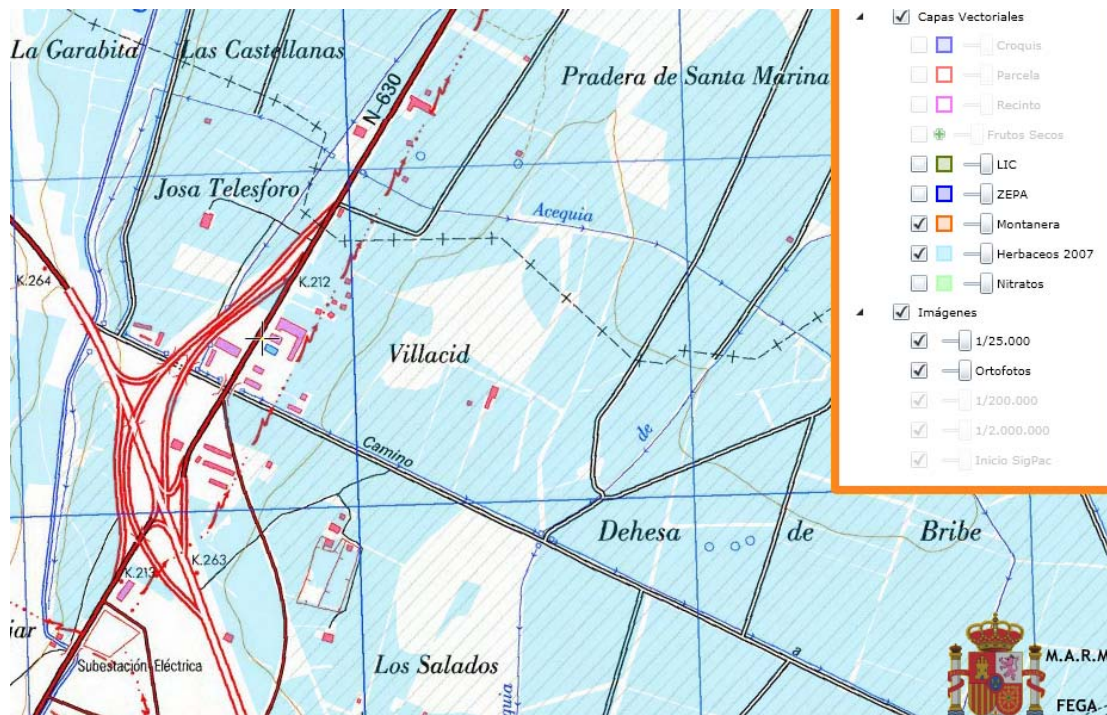 La Garabita
Las Castellanas
N-630
Pradera de Santa Marina
Josa Telesforo
Acequia
K.264
K.212
Villacid
de
Camino
Dehesa de Bribe
K.213
K.263
Subestación Eléctrica
Los Salados
a
Capas Vectoriales
Croquis
Parcela
Recinto
Frutos Secos
LIC
ZEPA
Montanera
Herbaceos 2007
Nitratos
Imágenes
1/25.000
Ortofotos
1/200.000
1/2.000.000
Inicio SigPac
M.A.R.M
FEGA